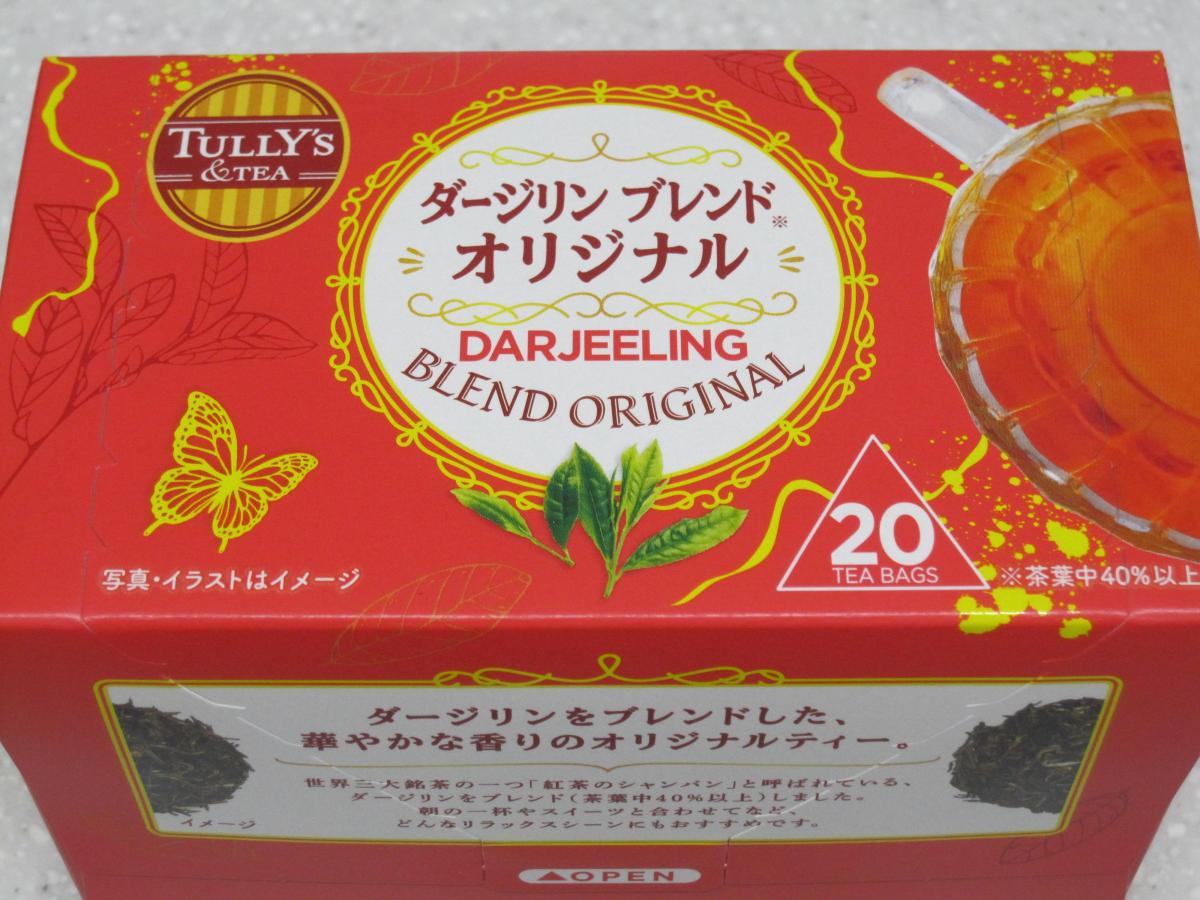 TULLY'S
& TEA
ダージリン ブレンド※
オリジナル
DARJEELING
BLEND ORIGINAL
20
TEA BAGS
写真・イラストはイメージ
※茶葉中40%以上
ダージリンをブレンドした、
華やかな香りのオリジナルティー。
世界三大銘茶の一つ「紅茶のシャンパン」と呼ばれている、
ダージリンをブレンド(茶葉中40%以上)しました。
朝の一杯やスイーツと合わせてなど、
どんなリラックスシーンにもおすすめです。
イメージ
▲OPEN